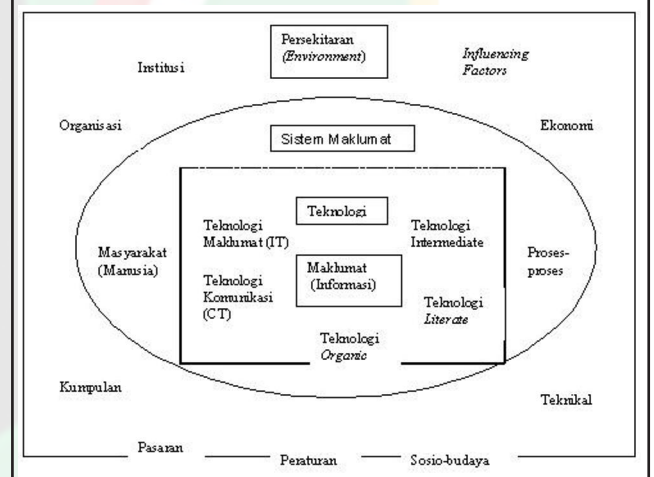 Persekitaran
(Environment)
Influencing
Factors
Institusi
Organisasi
Ekonomi
Sistem Maklumat
Teknologi
Teknologi
Maklumat (IT)
Teknologi
Intermediate
Masyarakat
(Manusia)
Proses-
proses
Maklumat
(Informasi)
Teknologi
Komunikasi
(CT)
Teknologi
Literate
Teknologi
Organic
Kumpulan
Teknikal
Pasaran
Peraturan
Sosio-budaya